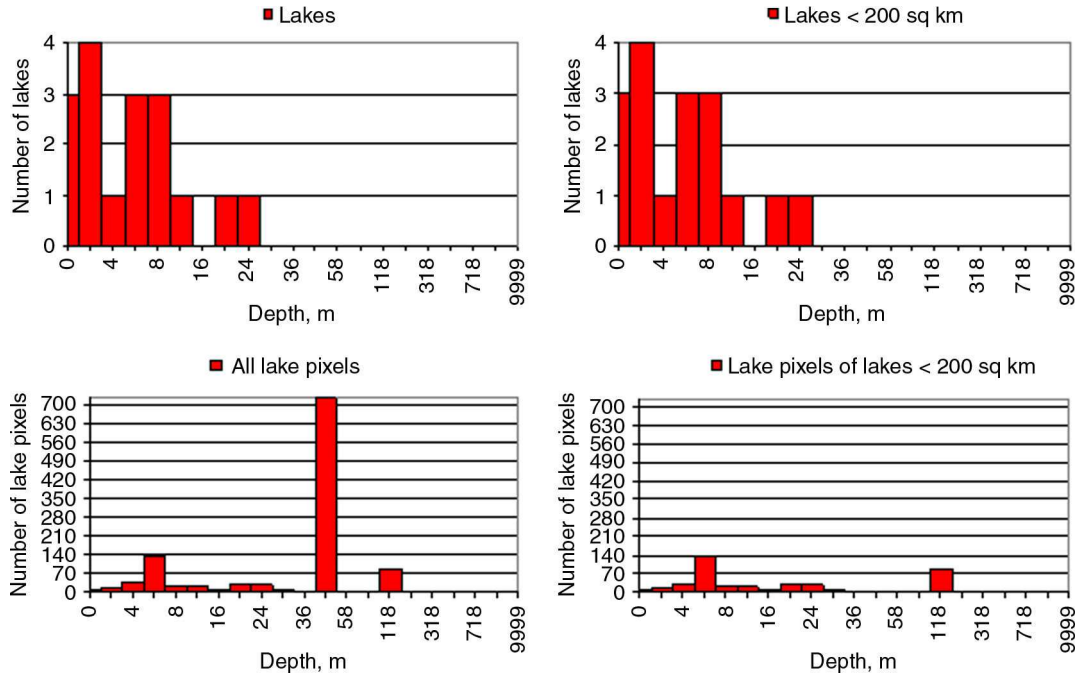 Lakes
Number of lakes
4
3
2
1
0
0 4 8 16 24 36 58 118 318 718 9999
Depth, m
Lakes < 200 sq km
Number of lakes
4
3
2
1
0
0 4 8 16 24 36 58 118 318 718 9999
Depth, m
All lake pixels
Number of lake pixels
700
630
560
490
420
350
280
210
140
70
0
0 4 8 16 24 36 58 118 318 718 9999
Depth, m
Lake pixels of lakes < 200 sq km
Number of lake pixels
700
630
560
490
420
350
280
210
140
70
0
0 4 8 16 24 36 58 118 318 718 9999
Depth, m